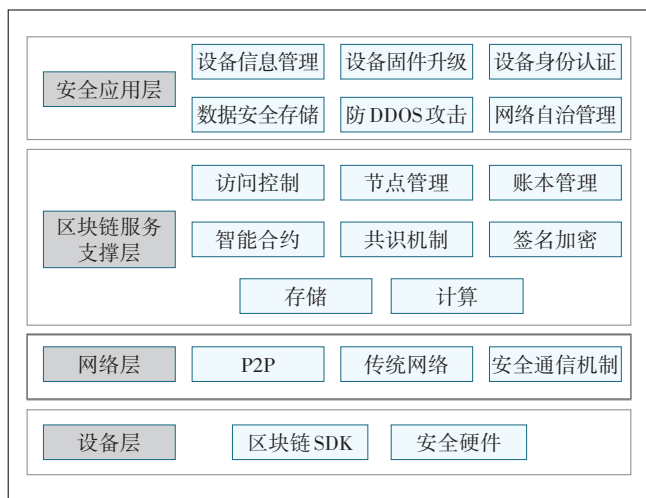 设备信息管理 设备固件升级 设备身份认证
安全应用层
数据安全存储 防DDOS攻击 网络自治管理
访问控制 节点管理 账本管理
区块链服务
支撑层
智能合约 共识机制 签名加密
存储 计算
网络层 P2P 传统网络 安全通信机制
设备层 区块链SDK 安全硬件